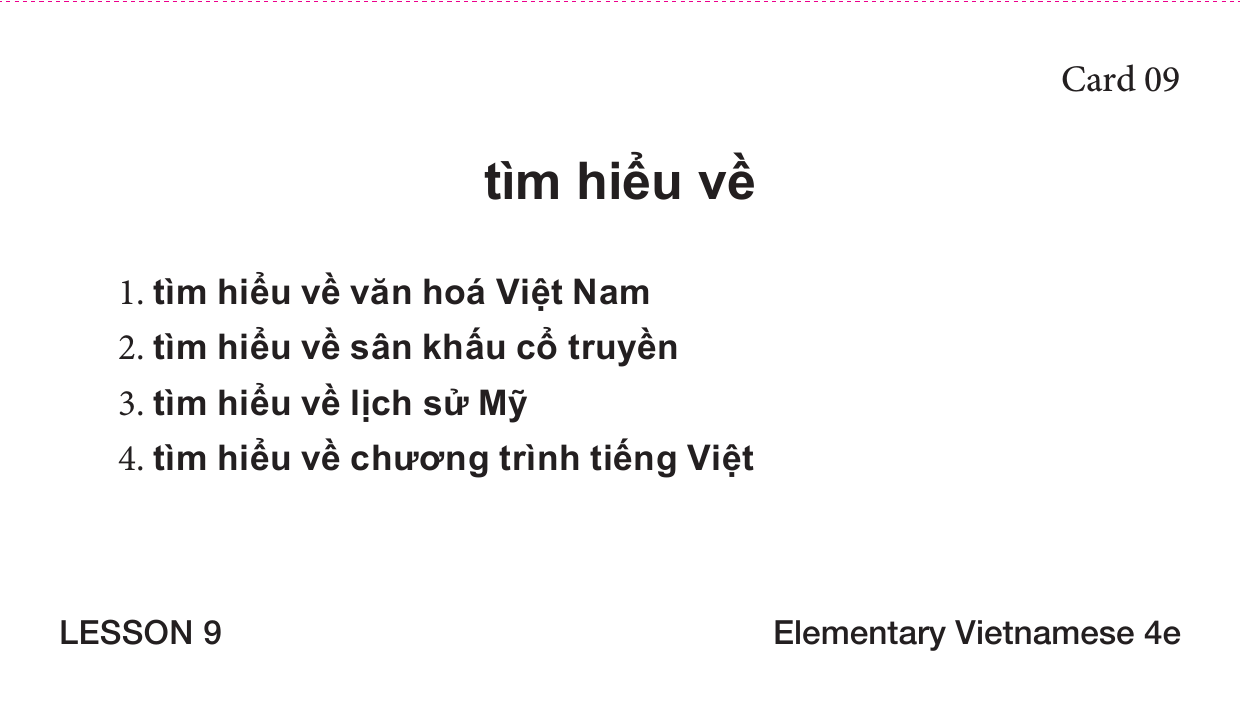 Card 09
tìm hiểu về
1. tìm hiểu về văn hoá Việt Nam
2. tìm hiểu về sân khấu cổ truyền
3. tìm hiểu về lịch sử Mỹ
4. tìm hiểu về chương trình tiếng Việt
LESSON 9
Elementary Vietnamese 4e